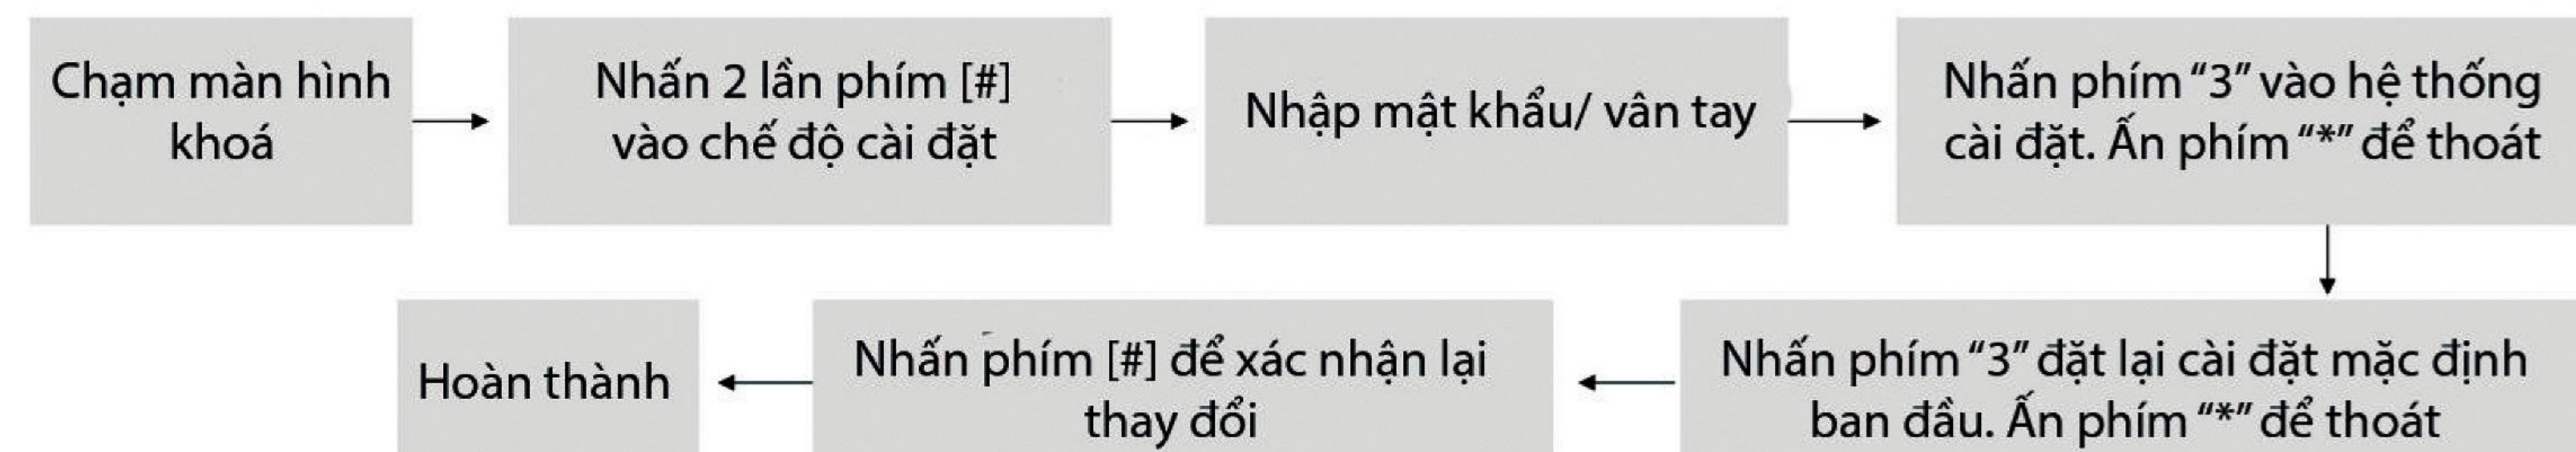 Chạm màn hình
khoá
Nhấn 2 lần phím [#]
vào chế độ cài đặt
Nhập mật khẩu/ vân tay
Nhấn phím “3” vào hệ thống
cài đặt. Ấn phím “*” để thoát
Nhấn phím “3” đặt lại cài đặt mặc định
ban đầu. Ấn phím “*” để thoát
Nhấn phím [#] để xác nhận lại
thay đổi
Hoàn thành